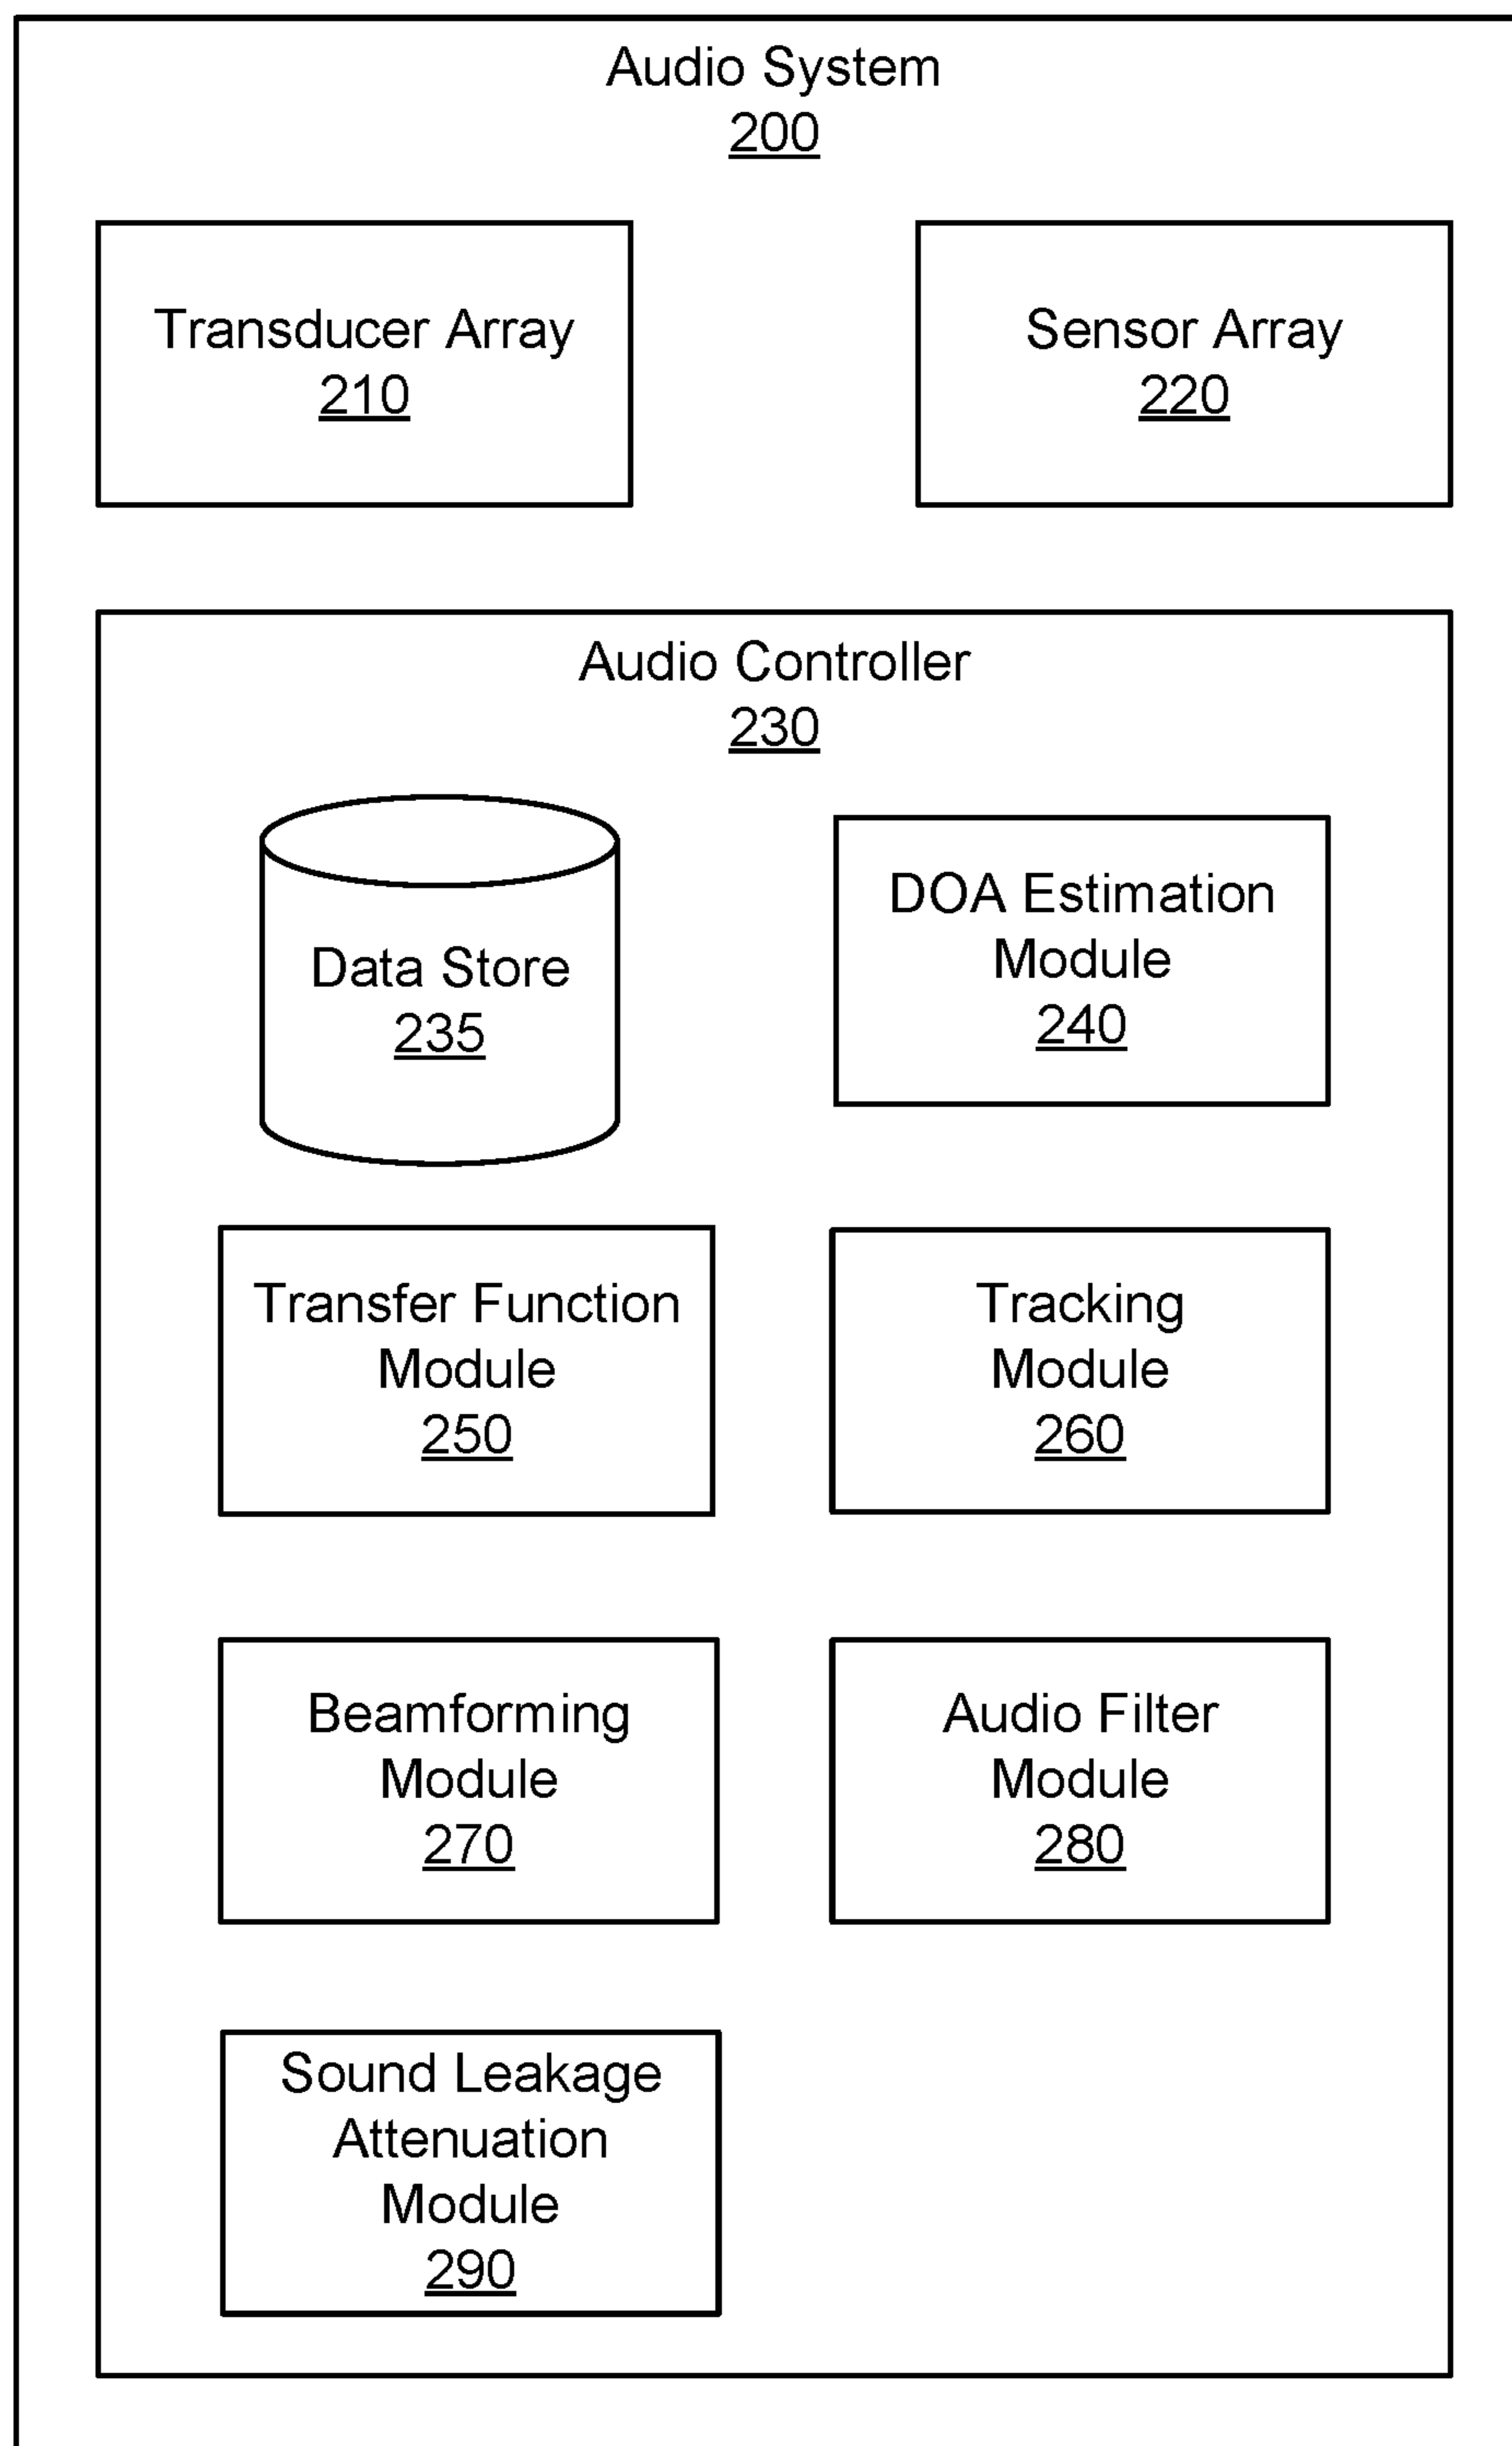 Audio System
200
Transducer Array
210
Sensor Array
220
Audio Controller
230
Data Store
235
DOA Estimation
Module
240
Transfer Function
Module
250
Tracking
Module
260
Beamforming
Module
270
Audio Filter
Module
280
Sound Leakage
Attenuation
Module
290